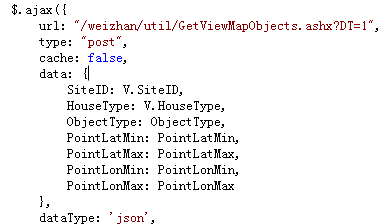 $.ajax({
url: "/weizhan/util/GetViewMapObjects.ashx?DT=1",
type: "post",
cache: false,
data: {
SiteID: V.SiteID,
HouseType: V.HouseType,
ObjectType: ObjectType,
PointLatMin: PointLatMin,
PointLatMax: PointLatMax,
PointLonMin: PointLonMin,
PointLonMax: PointLonMax
},
dataType: 'json',